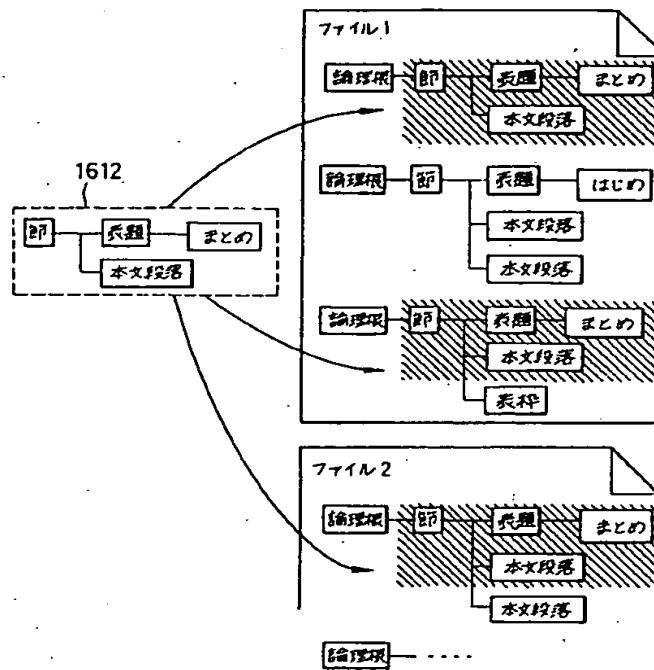 ファイル1
論理根 節 表題 まとめ
本文段落
論理根 節 表題 はじめ
本文段落
本文段落
論理根 節 表題 まとめ
本文段落
表枠
1612
節 表題 まとめ
本文段落
ファイル2
論理根 節 表題 まとめ
本文段落
本文段落
論理根 ・・・・